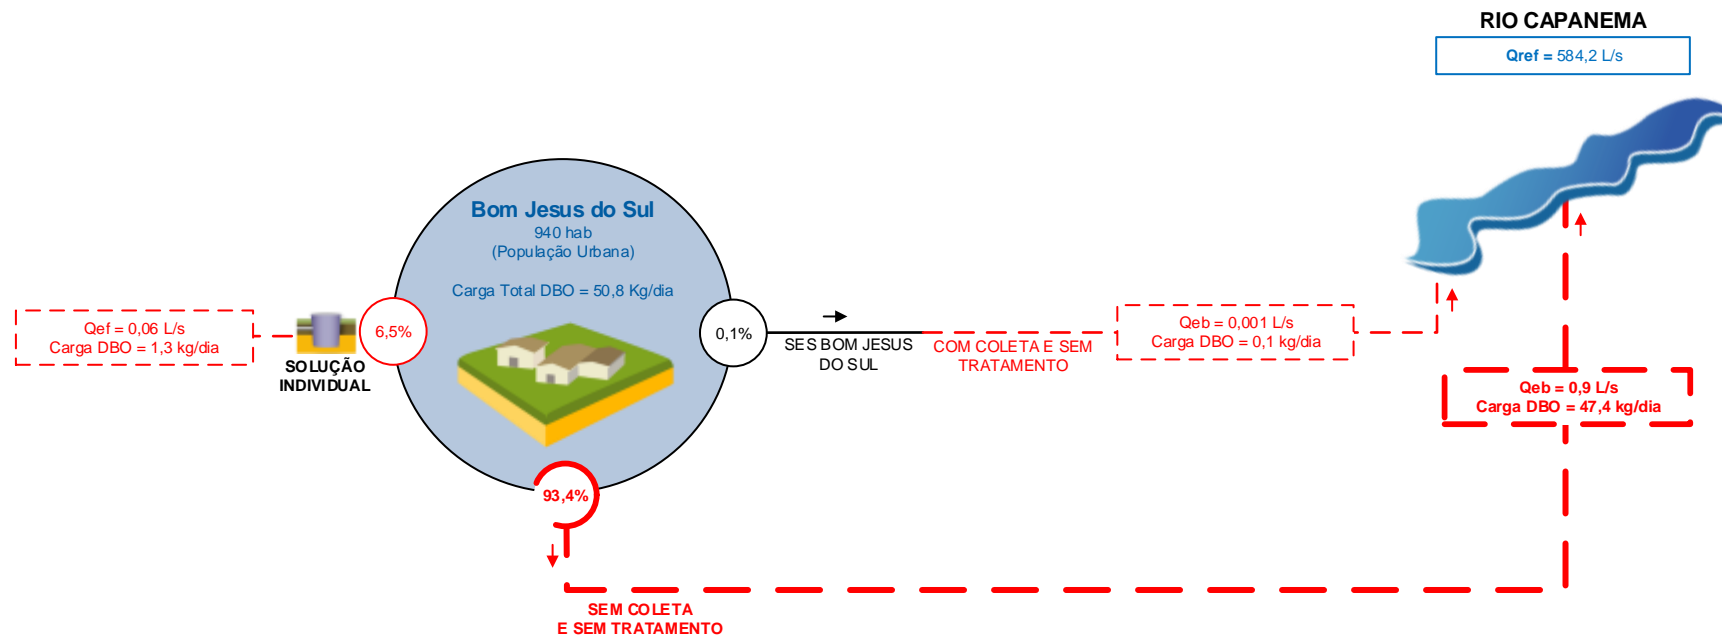 RIO CAPANEMA
Qref = 584,2 L/s
Bom Jesus do Sul
940 hab
(População Urbana)
Carga Total DBO = 50,8 Kg/dia
Qef = 0,06 L/s
Carga DBO = 1,3 kg/dia
SOLUÇÃO
INDIVIDUAL
6,5%
0,1%
SES BOM JESUS
DO SUL
COM COLETA E SEM
TRATAMENTO
Qeb = 0,001 L/s
Carga DBO = 0,1 kg/dia
Qeb = 0,9 L/s
Carga DBO = 47,4 kg/dia
93,4%
SEM COLETA
E SEM TRATAMENTO